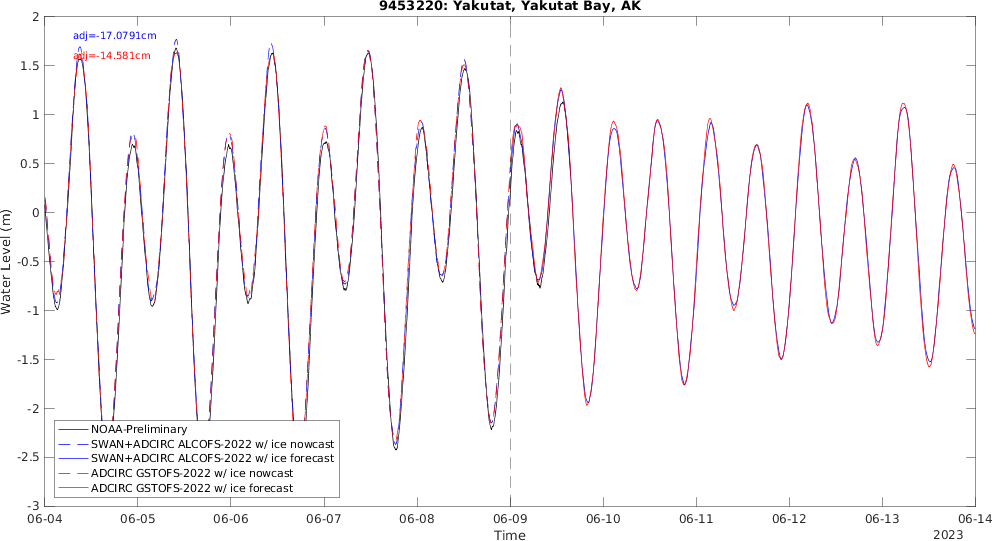 9453220: Yakutat, Yakutat Bay, AK
adj=-17.0791cm
adj=-14.581cm
2
1.5
1
0.5
0
-0.5
-1
-1.5
-2
-2.5
-3
Water Level (m)
NOAA-Preliminary
SWAN+ADCIRC ALCOFS-2022 w/ ice nowcast
SWAN+ADCIRC ALCOFS-2022 w/ ice forecast
ADCIRC GSTOFS-2022 w/ ice nowcast
ADCIRC GSTOFS-2022 w/ ice forecast
06-04 06-05 06-06 06-07 06-08 06-09 06-10 06-11 06-12 06-13 06-14
Time
2023